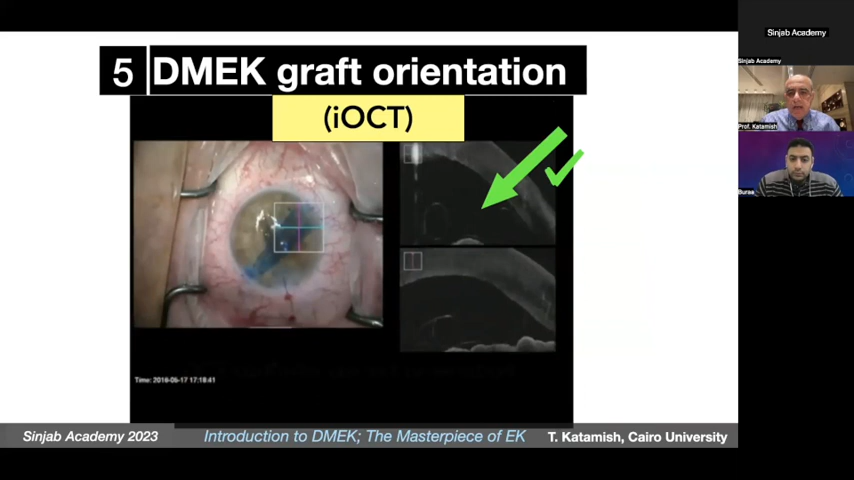 5 DMEK graft orientation
(iOCT)
Time: 2016-06-17 17:18:41
Sinjab Academy 2023 Introduction to DMEK; The Masterpiece of EK T. Katamish, Cairo University
Sinjab Academy
Sinjab Academy
Prof. Katamish
Buraa